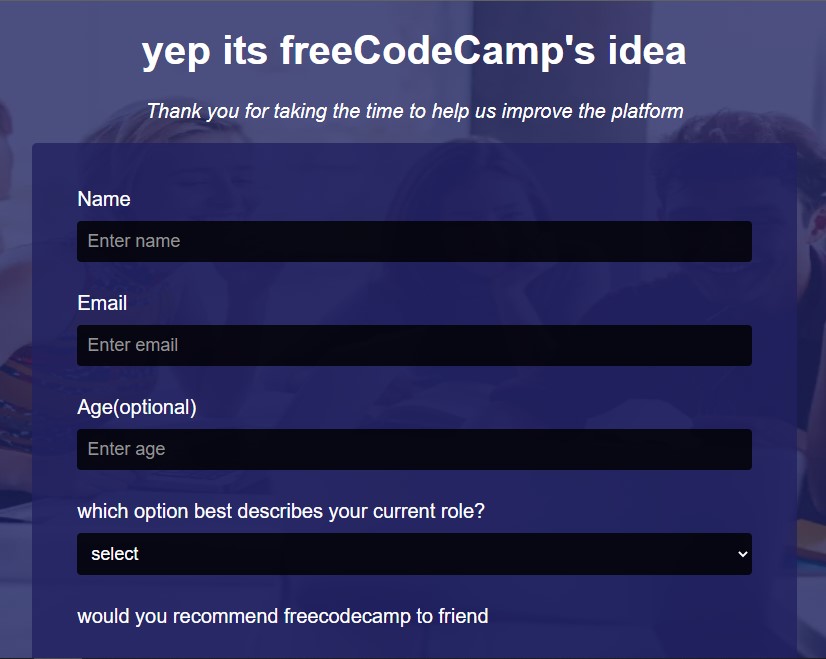 yep its freeCodeCamp's idea
Thank you for taking the time to help us improve the platform
Name
Enter name
Email
Enter email
Age(optional)
Enter age
which option best describes your current role?
select
would you recommend freecodecamp to friend